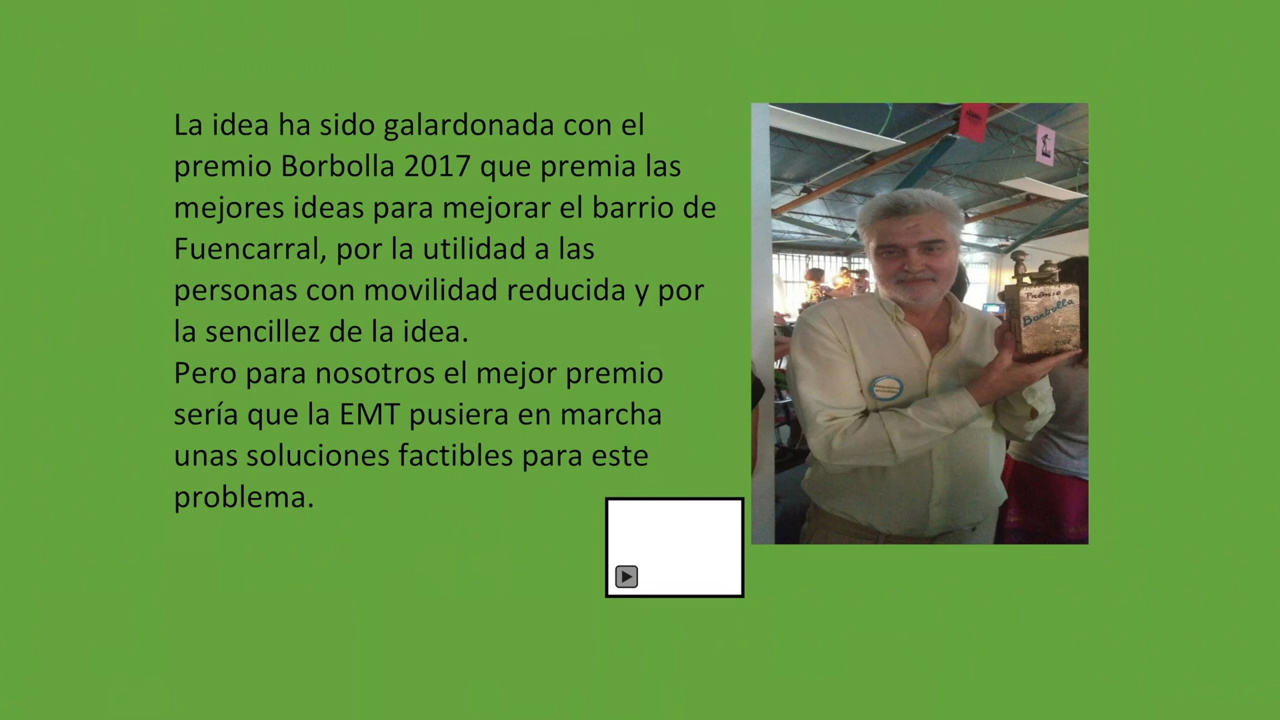 La idea ha sido galardonada con el
premio Borbolla 2017 que premia las
mejores ideas para mejorar el barrio de
Fuencarral, por la utilidad a las
personas con movilidad reducida y por
la sencillez de la idea.
Pero para nosotros el mejor premio
sería que la EMT pusiera en marcha
unas soluciones factibles para este
problema.
Premio
Borbolla